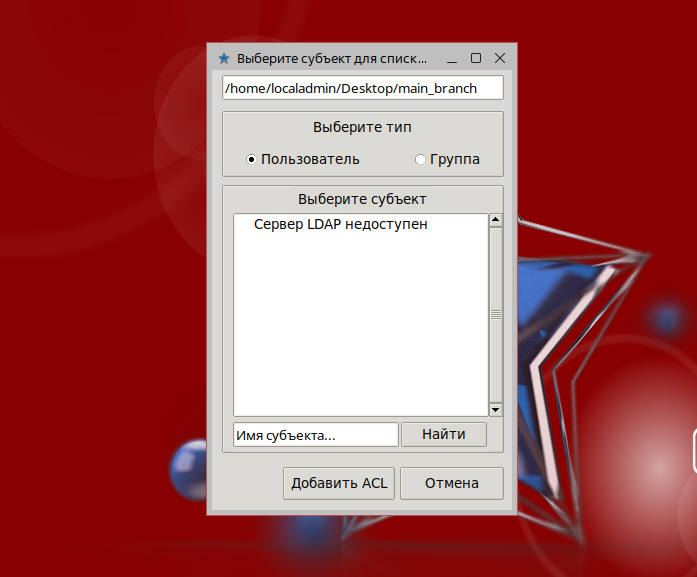 Выберите субъект для списк...
/home/localadmin/Desktop/main_branch
Выберите тип
Пользователь Группа
Выберите субъект
Сервер LDAP недоступен
Имя субъекта... Найти
Добавить ACL Отмена